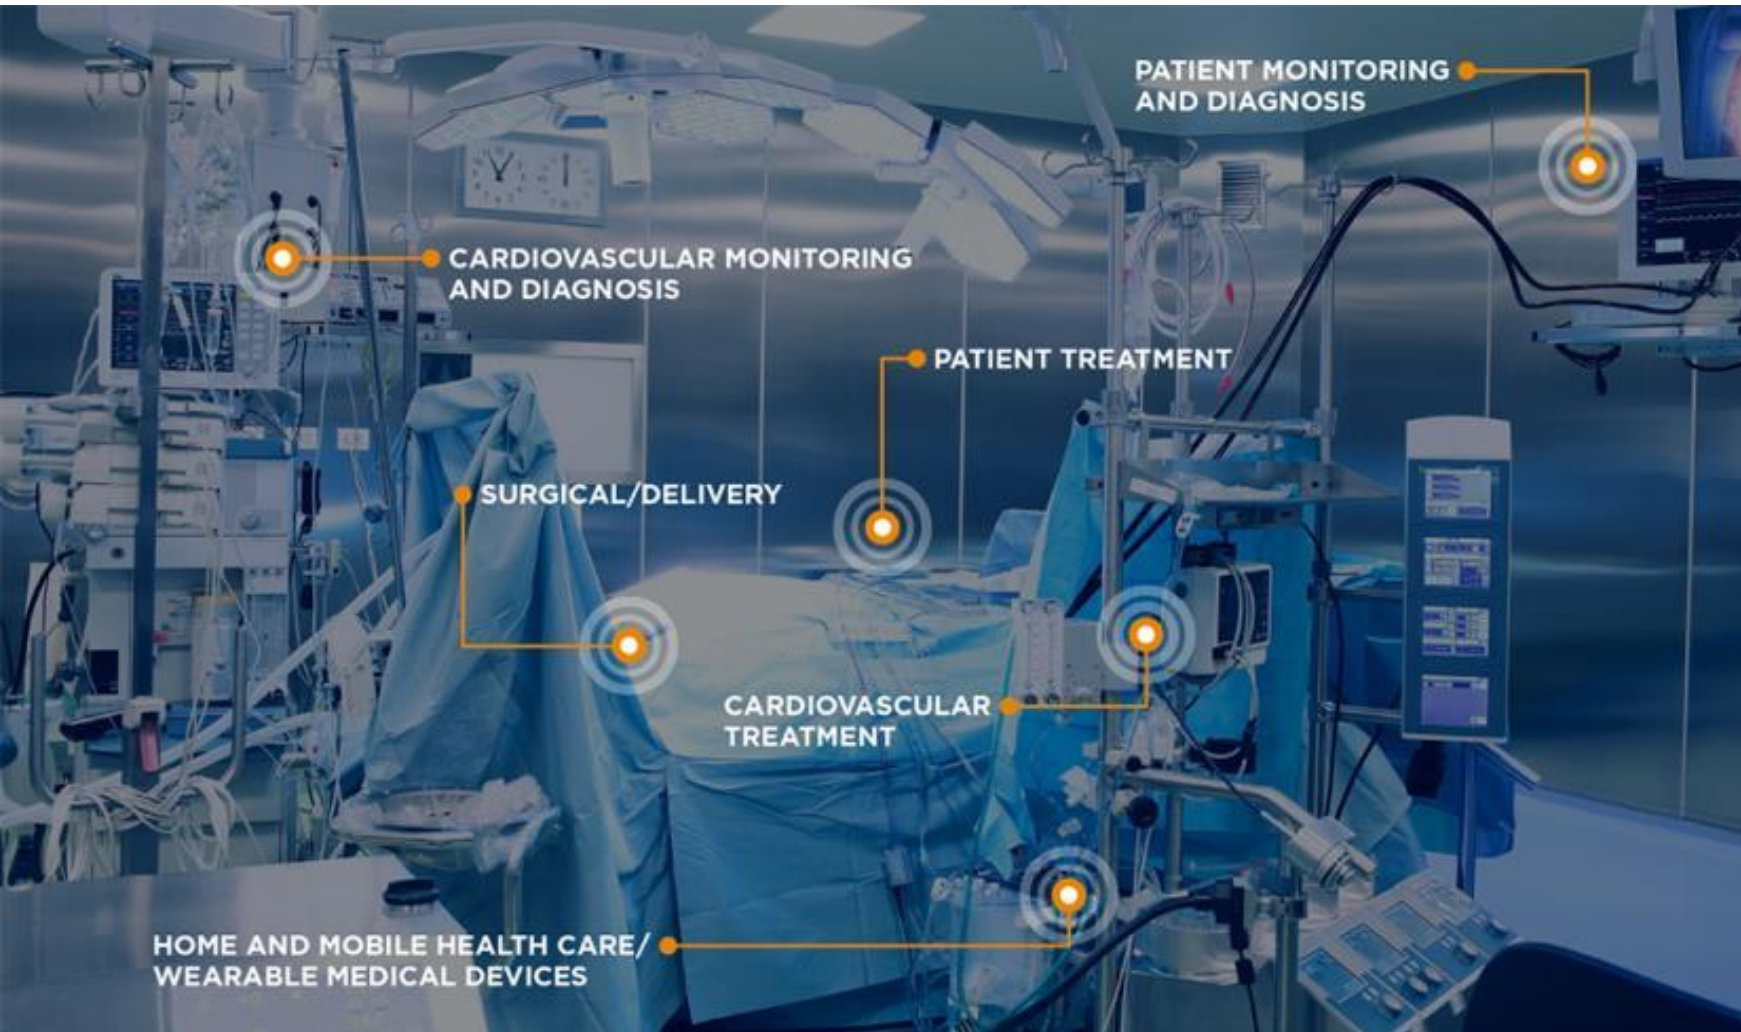 PATIENT MONITORING
AND DIAGNOSIS
CARDIOVASCULAR MONITORING
AND DIAGNOSIS
PATIENT TREATMENT
SURGICAL/DELIVERY
CARDIOVASCULAR
TREATMENT
HOME AND MOBILE HEALTH CARE/
WEARABLE MEDICAL DEVICES